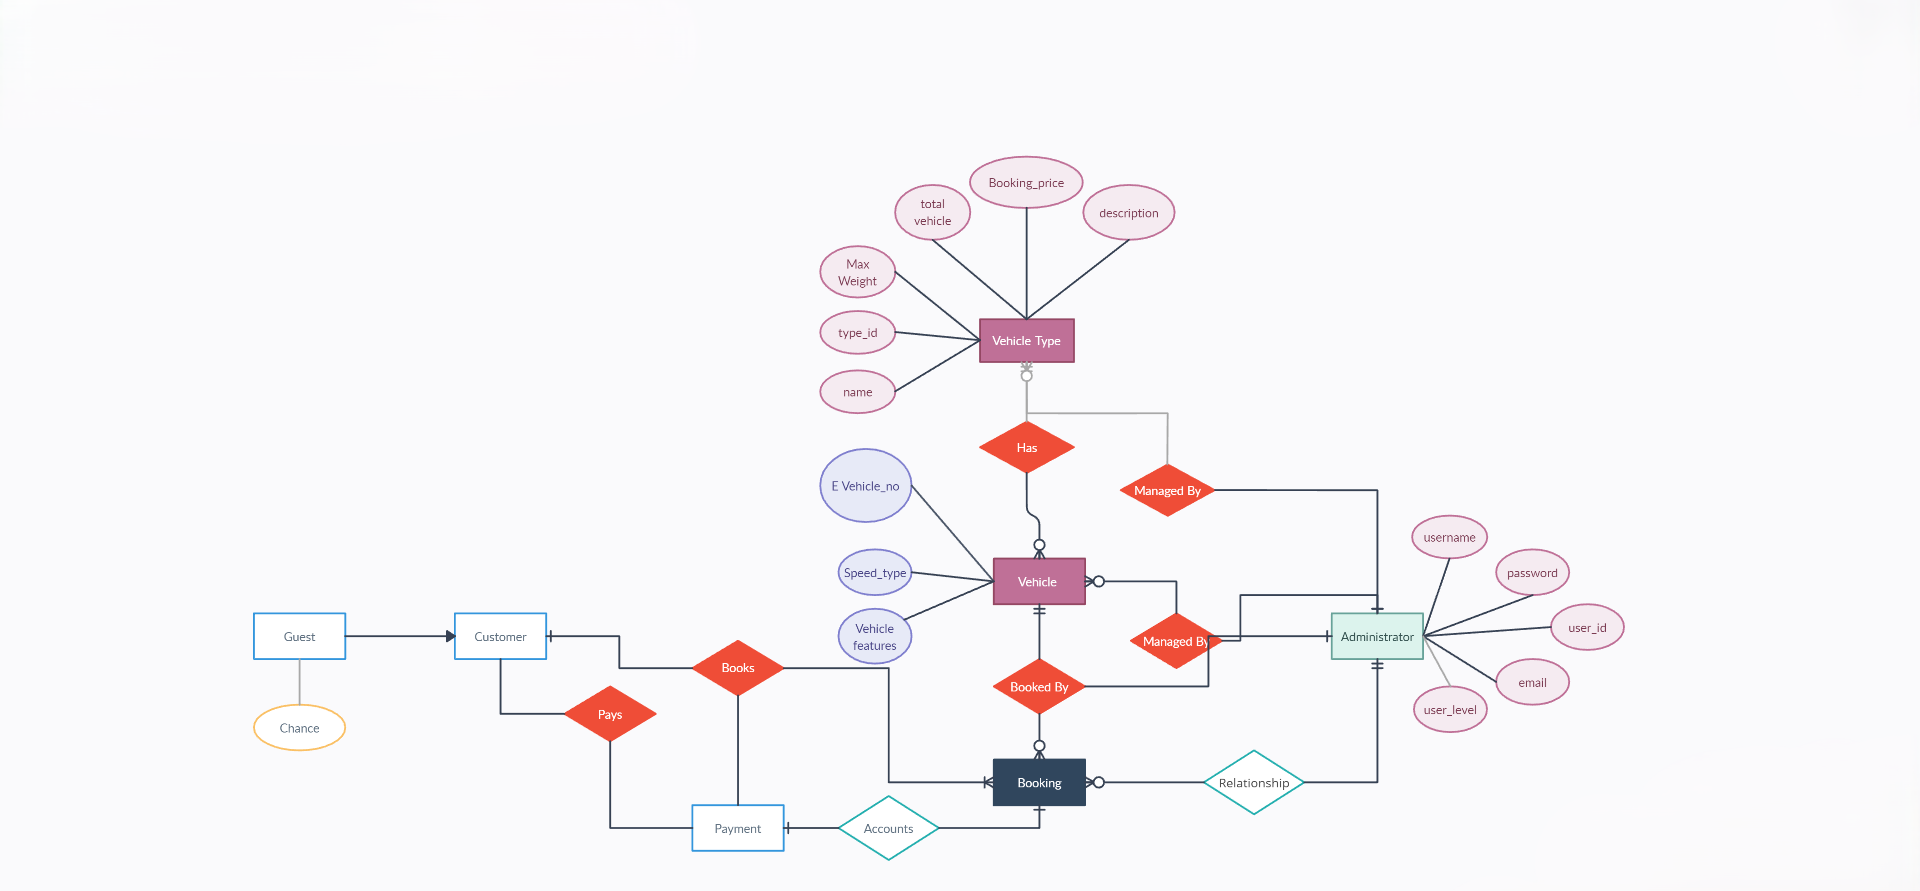 Booking_price
total
vehicle
description
Max
Weight
type_id
Vehicle Type
name
Has
E Vehicle_no
Managed By
username
Speed_type
Vehicle
password
Vehicle
features
Guest
Customer
Managed By
Administrator
user_id
Books
Booked By
email
Pays
user_level
Chance
Booking
Relationship
Payment
Accounts